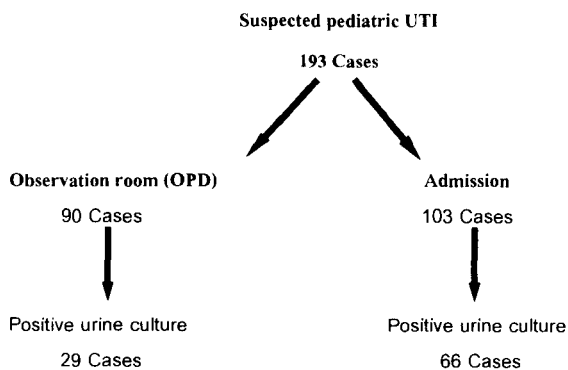 Suspected pediatric UTI
193 Cases
Observation room (OPD)
90 Cases
Admission
103 Cases
Positive urine culture
29 Cases
Positive urine culture
66 Cases